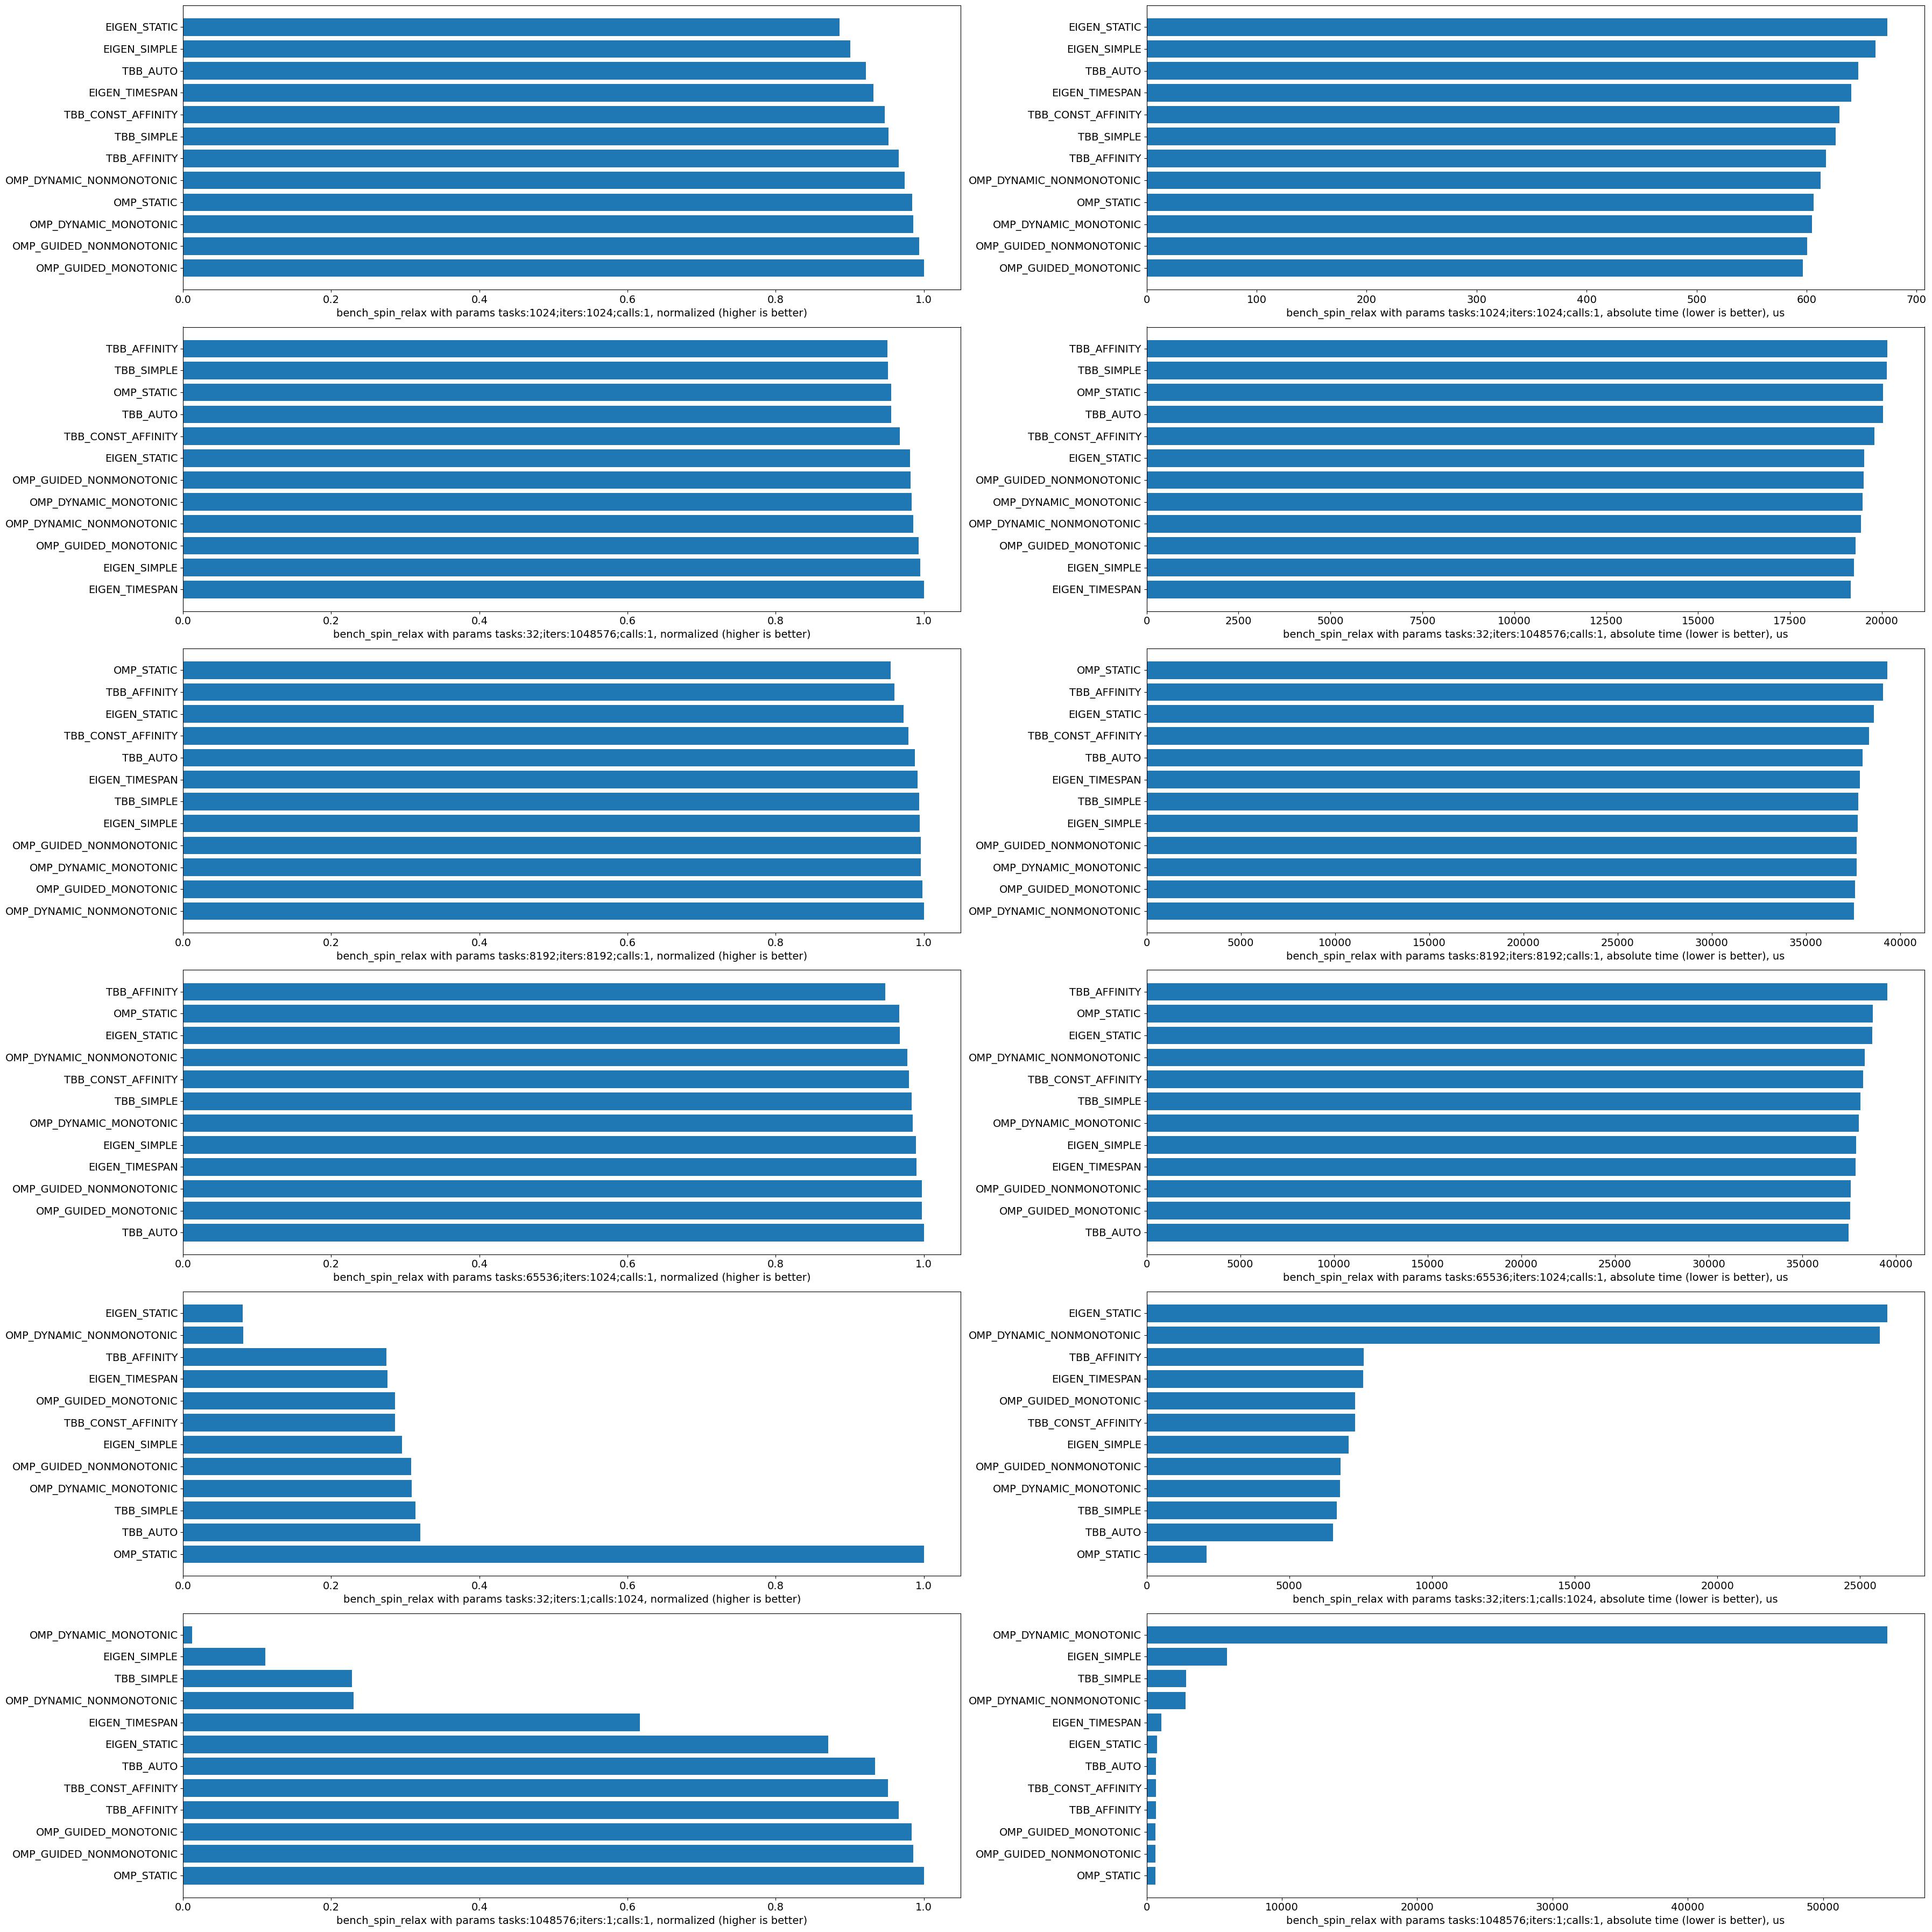 EIGEN_STATIC
EIGEN_SIMPLE
TBB_AUTO
EIGEN_TIMESPAN
TBB_CONST_AFFINITY
TBB_SIMPLE
TBB_AFFINITY
OMP_DYNAMIC_NONMONOTONIC
OMP_STATIC
OMP_DYNAMIC_MONOTONIC
OMP_GUIDED_NONMONOTONIC
OMP_GUIDED_MONOTONIC
0.0 0.2 0.4 0.6 0.8 1.0
bench_spin_relax with params tasks:1024;iters:1024;calls:1, normalized (higher is better)
EIGEN_STATIC
EIGEN_SIMPLE
TBB_AUTO
EIGEN_TIMESPAN
TBB_CONST_AFFINITY
TBB_SIMPLE
TBB_AFFINITY
OMP_DYNAMIC_NONMONOTONIC
OMP_STATIC
OMP_DYNAMIC_MONOTONIC
OMP_GUIDED_NONMONOTONIC
OMP_GUIDED_MONOTONIC
0 100 200 300 400 500 600 700
bench_spin_relax with params tasks:1024;iters:1024;calls:1, absolute time (lower is better), us
TBB_AFFINITY
TBB_SIMPLE
OMP_STATIC
TBB_AUTO
TBB_CONST_AFFINITY
EIGEN_STATIC
OMP_GUIDED_NONMONOTONIC
OMP_DYNAMIC_MONOTONIC
OMP_DYNAMIC_NONMONOTONIC
OMP_GUIDED_MONOTONIC
EIGEN_SIMPLE
EIGEN_TIMESPAN
0.0 0.2 0.4 0.6 0.8 1.0
bench_spin_relax with params tasks:32;iters:1048576;calls:1, normalized (higher is better)
TBB_AFFINITY
TBB_SIMPLE
OMP_STATIC
TBB_AUTO
TBB_CONST_AFFINITY
EIGEN_STATIC
OMP_GUIDED_NONMONOTONIC
OMP_DYNAMIC_MONOTONIC
OMP_DYNAMIC_NONMONOTONIC
OMP_GUIDED_MONOTONIC
EIGEN_SIMPLE
EIGEN_TIMESPAN
0 2500 5000 7500 10000 12500 15000 17500 20000
bench_spin_relax with params tasks:32;iters:1048576;calls:1, absolute time (lower is better), us
OMP_STATIC
TBB_AFFINITY
EIGEN_STATIC
TBB_CONST_AFFINITY
TBB_AUTO
EIGEN_TIMESPAN
TBB_SIMPLE
EIGEN_SIMPLE
OMP_GUIDED_NONMONOTONIC
OMP_DYNAMIC_MONOTONIC
OMP_GUIDED_MONOTONIC
OMP_DYNAMIC_NONMONOTONIC
0.0 0.2 0.4 0.6 0.8 1.0
bench_spin_relax with params tasks:8192;iters:8192;calls:1, normalized (higher is better)
OMP_STATIC
TBB_AFFINITY
EIGEN_STATIC
TBB_CONST_AFFINITY
TBB_AUTO
EIGEN_TIMESPAN
TBB_SIMPLE
EIGEN_SIMPLE
OMP_GUIDED_NONMONOTONIC
OMP_DYNAMIC_MONOTONIC
OMP_GUIDED_MONOTONIC
OMP_DYNAMIC_NONMONOTONIC
0 5000 10000 15000 20000 25000 30000 35000 40000
bench_spin_relax with params tasks:8192;iters:8192;calls:1, absolute time (lower is better), us
TBB_AFFINITY
OMP_STATIC
EIGEN_STATIC
OMP_DYNAMIC_NONMONOTONIC
TBB_CONST_AFFINITY
TBB_SIMPLE
OMP_DYNAMIC_MONOTONIC
EIGEN_SIMPLE
EIGEN_TIMESPAN
OMP_GUIDED_NONMONOTONIC
OMP_GUIDED_MONOTONIC
TBB_AUTO
0.0 0.2 0.4 0.6 0.8 1.0
bench_spin_relax with params tasks:65536;iters:1024;calls:1, normalized (higher is better)
TBB_AFFINITY
OMP_STATIC
EIGEN_STATIC
OMP_DYNAMIC_NONMONOTONIC
TBB_CONST_AFFINITY
TBB_SIMPLE
OMP_DYNAMIC_MONOTONIC
EIGEN_SIMPLE
EIGEN_TIMESPAN
OMP_GUIDED_NONMONOTONIC
OMP_GUIDED_MONOTONIC
TBB_AUTO
0 5000 10000 15000 20000 25000 30000 35000 40000
bench_spin_relax with params tasks:65536;iters:1024;calls:1, absolute time (lower is better), us
EIGEN_STATIC
OMP_DYNAMIC_NONMONOTONIC
TBB_AFFINITY
EIGEN_TIMESPAN
OMP_GUIDED_MONOTONIC
TBB_CONST_AFFINITY
EIGEN_SIMPLE
OMP_GUIDED_NONMONOTONIC
OMP_DYNAMIC_MONOTONIC
TBB_SIMPLE
TBB_AUTO
OMP_STATIC
0.0 0.2 0.4 0.6 0.8 1.0
bench_spin_relax with params tasks:32;iters:1;calls:1024, normalized (higher is better)
EIGEN_STATIC
OMP_DYNAMIC_NONMONOTONIC
TBB_AFFINITY
EIGEN_TIMESPAN
OMP_GUIDED_MONOTONIC
TBB_CONST_AFFINITY
EIGEN_SIMPLE
OMP_GUIDED_NONMONOTONIC
OMP_DYNAMIC_MONOTONIC
TBB_SIMPLE
TBB_AUTO
OMP_STATIC
0 5000 10000 15000 20000 25000
bench_spin_relax with params tasks:32;iters:1;calls:1024, absolute time (lower is better), us
OMP_DYNAMIC_MONOTONIC
EIGEN_SIMPLE
TBB_SIMPLE
OMP_DYNAMIC_NONMONOTONIC
EIGEN_TIMESPAN
EIGEN_STATIC
TBB_AUTO
TBB_CONST_AFFINITY
TBB_AFFINITY
OMP_GUIDED_MONOTONIC
OMP_GUIDED_NONMONOTONIC
OMP_STATIC
0.0 0.2 0.4 0.6 0.8 1.0
bench_spin_relax with params tasks:1048576;iters:1;calls:1, normalized (higher is better)
OMP_DYNAMIC_MONOTONIC
EIGEN_SIMPLE
TBB_SIMPLE
OMP_DYNAMIC_NONMONOTONIC
EIGEN_TIMESPAN
EIGEN_STATIC
TBB_AUTO
TBB_CONST_AFFINITY
TBB_AFFINITY
OMP_GUIDED_MONOTONIC
OMP_GUIDED_NONMONOTONIC
OMP_STATIC
0 10000 20000 30000 40000 50000
bench_spin_relax with params tasks:1048576;iters:1;calls:1, absolute time (lower is better), us